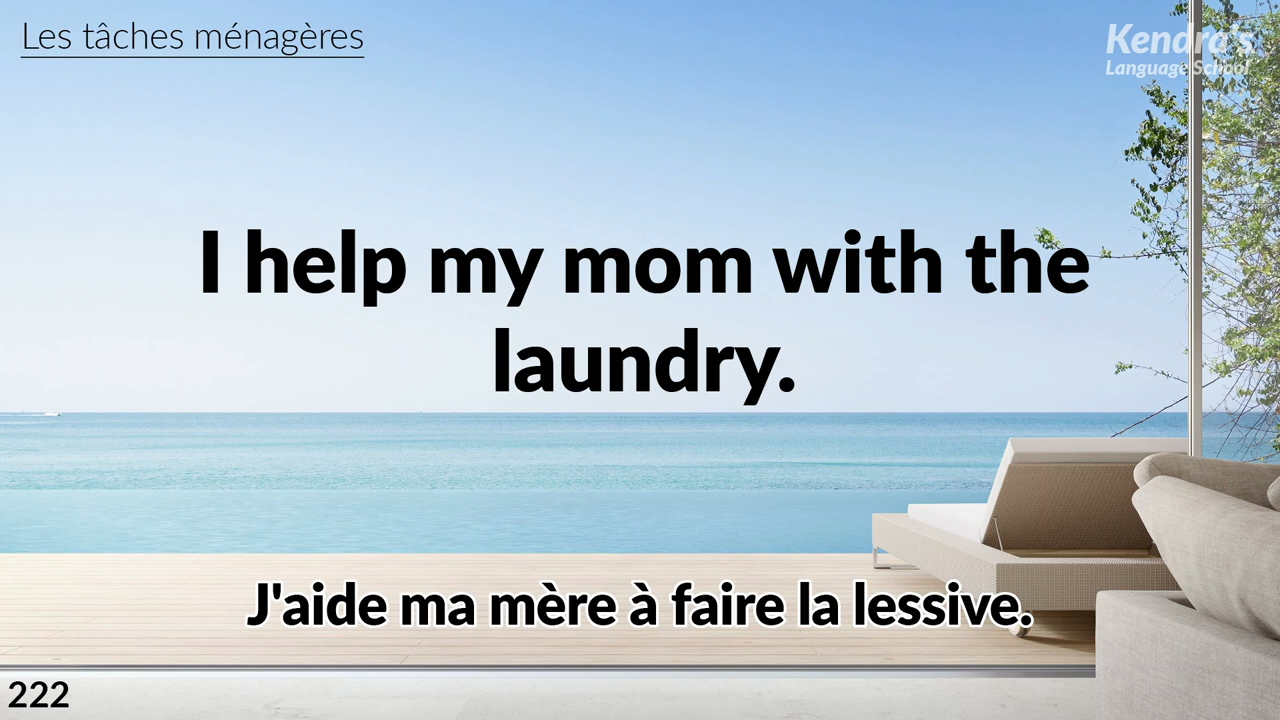 Les tâches ménagères
Kendra's
Language School
I help my mom with the
laundry.
J'aide ma mère à faire la lessive.
222